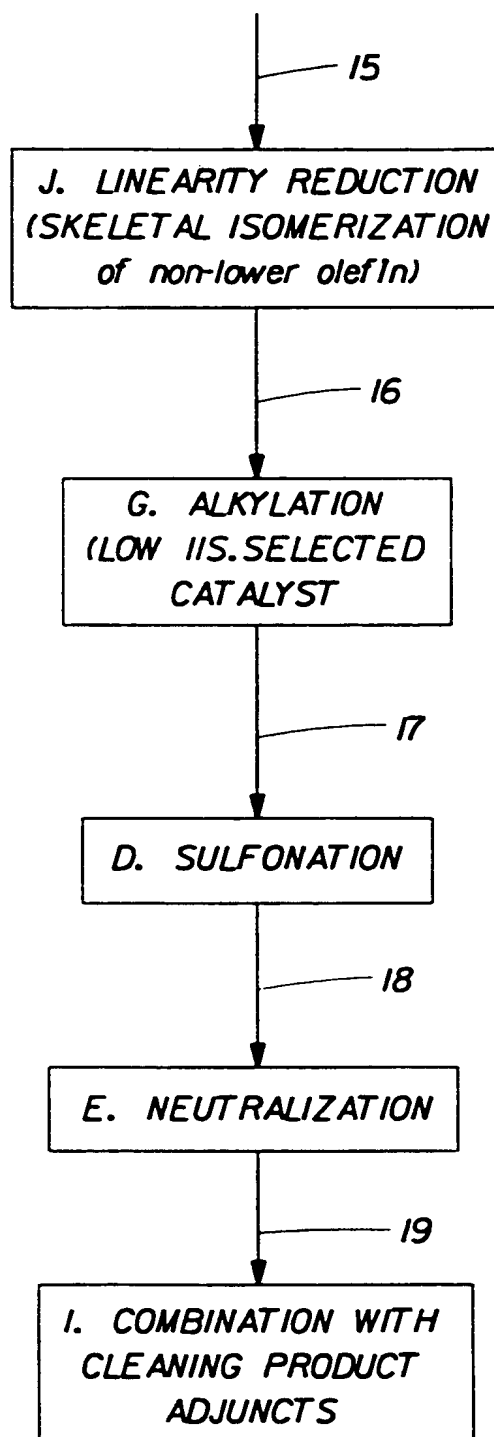 15
J. LINEARITY REDUCTION
(SKELETAL ISOMERIZATION
of non-lower olefin)
16
G. ALKYLATION
(LOW IIS.SELECTED
CATALYST
17
D. SULFONATION
18
E. NEUTRALIZATION
19
I. COMBINATION WITH
CLEANING PRODUCT
ADJUNCTS